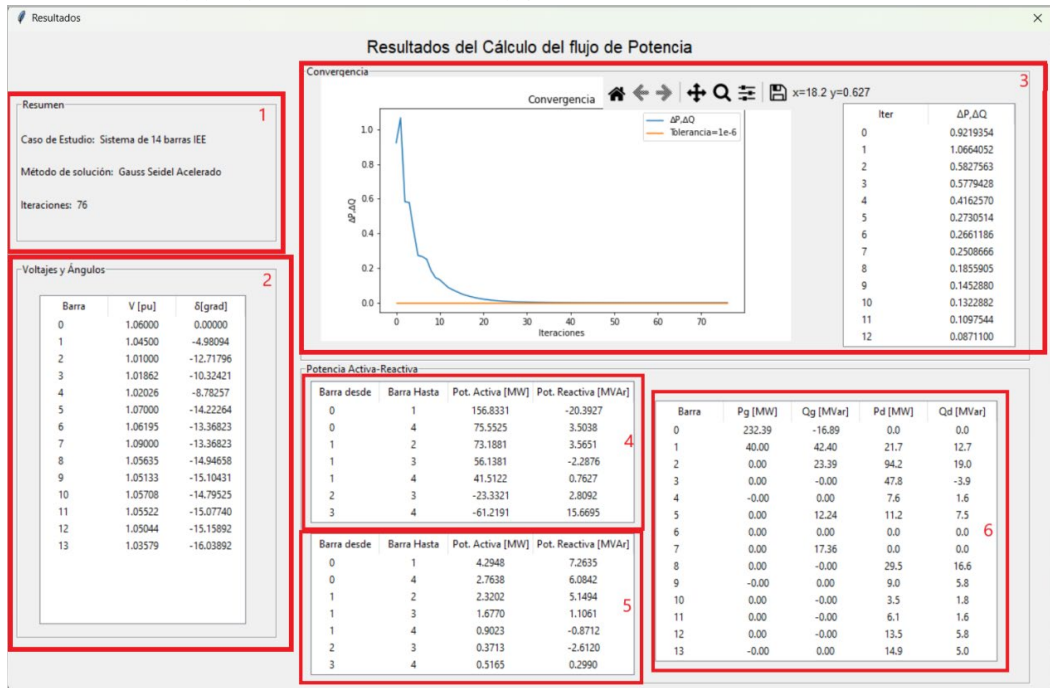 Resultados
Resultados del Cálculo del flujo de Potencia
1
Resumen
Caso de Estudio: Sistema de 14 barras IEE
Método de solución: Gauss Seidel Acelerado
Iteraciones: 76
2
Voltajes y Ángulos
Barra V [pu] δ[grad]
0 1.06000 0.00000
1 1.04500 -4.98094
2 1.01000 -12.71796
3 1.01862 -10.32421
4 1.02026 -8.78257
5 1.07000 -14.22264
6 1.06195 -13.36823
7 1.09000 -13.36823
8 1.05635 -14.94658
9 1.05133 -15.10431
10 1.05708 -14.79525
11 1.05522 -15.07740
12 1.05044 -15.15892
13 1.03579 -16.03892
3
Convergencia
x=18.2 y=0.627
Convergencia
ΔP,ΔQ
Tolerancia=1e-6
ΔP,ΔQ
1.0
0.8
0.6
0.4
0.2
0.0
0 10 20 30 40 50 60 70
Iteraciones
Iter ΔP,ΔQ
0 0.9219354
1 1.0664052
2 0.5827563
3 0.5779428
4 0.4162570
5 0.2730514
6 0.2661186
7 0.2508666
8 0.1855905
9 0.1452880
10 0.1322882
11 0.1097544
12 0.0871100
Potencia Activa-Reactiva
4
Barra desde Barra Hasta Pot. Activa [MW] Pot. Reactiva [MVAr]
0 1 156.8331 -20.3927
0 4 75.5525 3.5038
1 2 73.1881 3.5651
1 3 56.1381 -2.2876
1 4 41.5122 0.7627
2 3 -23.3321 2.8092
3 4 -61.2191 15.6695
5
Barra desde Barra Hasta Pot. Activa [MW] Pot. Reactiva [MVAr]
0 1 4.2948 7.2635
0 4 2.7638 6.0842
1 2 2.3202 5.1494
1 3 1.6770 1.1061
1 4 0.9023 -0.8712
2 3 0.3713 -2.6120
3 4 0.5165 0.2990
6
Barra Pg [MW] Qg [MVar] Pd [MW] Qd [MVar]
0 232.39 -16.89 0.0 0.0
1 40.00 42.40 21.7 12.7
2 0.00 23.39 94.2 19.0
3 0.00 -0.00 47.8 -3.9
4 -0.00 0.00 7.6 1.6
5 0.00 12.24 11.2 7.5
6 0.00 0.00 0.0 0.0
7 0.00 17.36 0.0 0.0
8 0.00 -0.00 29.5 16.6
9 -0.00 0.00 9.0 5.8
10 0.00 -0.00 3.5 1.8
11 0.00 -0.00 6.1 1.6
12 0.00 -0.00 13.5 5.8
13 -0.00 0.00 14.9 5.0